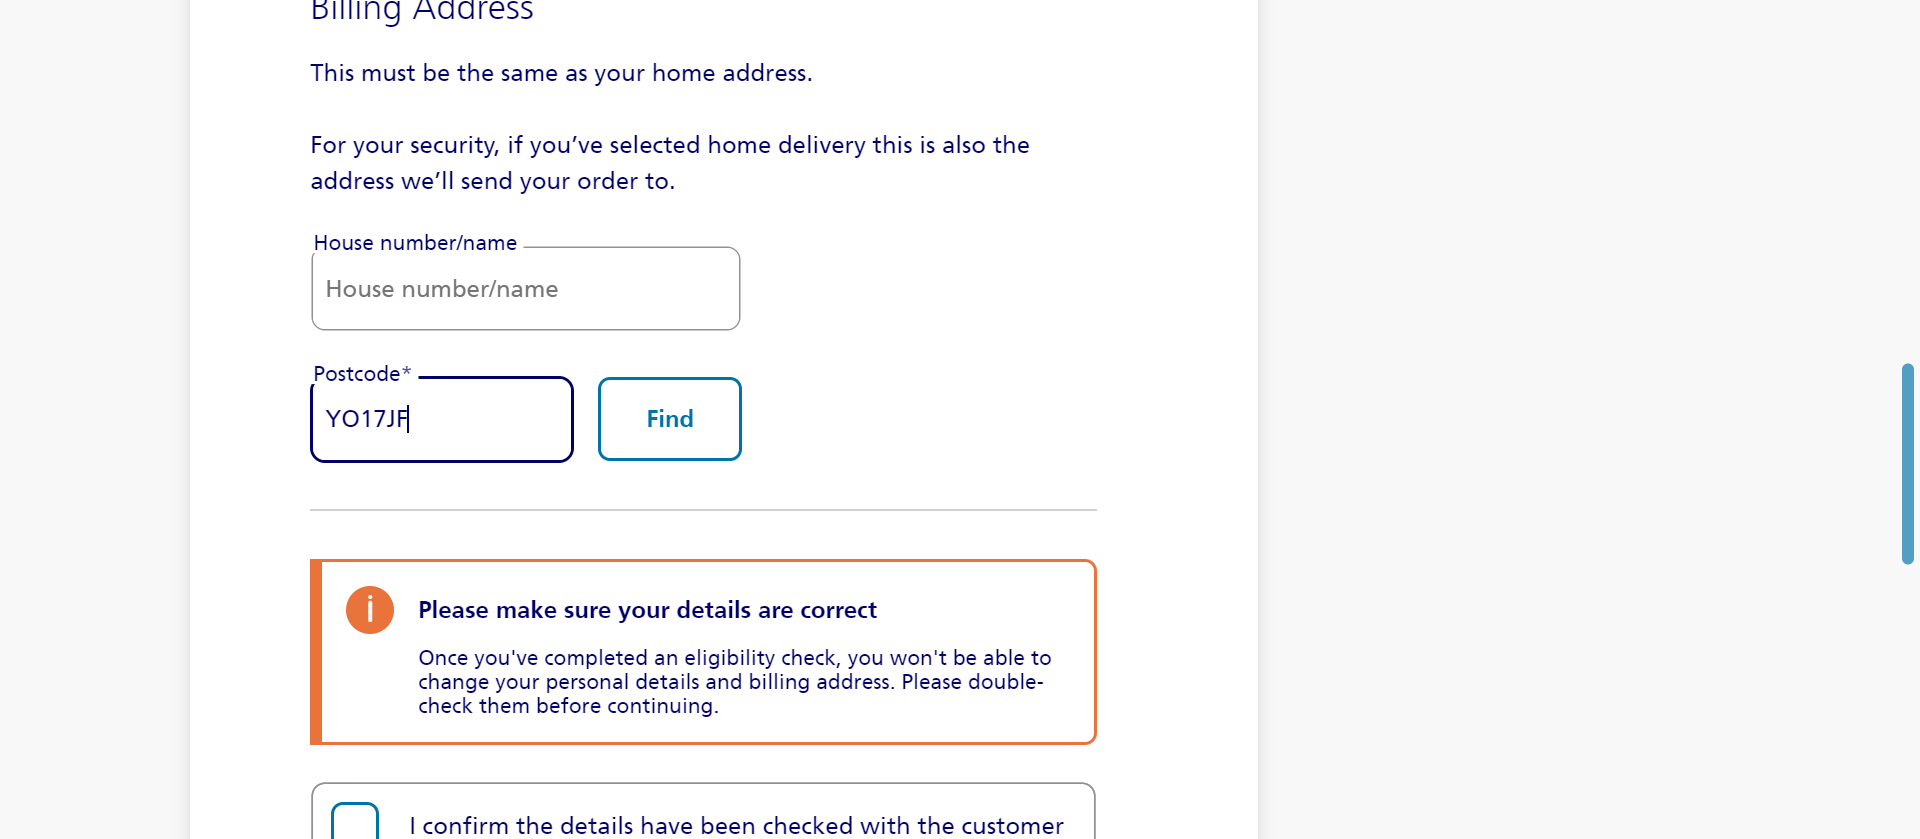 Billing Address
This must be the same as your home address.
For your security, if you’ve selected home delivery this is also the
address we’ll send your order to.
House number/name
House number/name
Postcode*
YO17JF
Find
i
Please make sure your details are correct
Once you've completed an eligibility check, you won't be able to
change your personal details and billing address. Please double-
check them before continuing.
I confirm the details have been checked with the customer